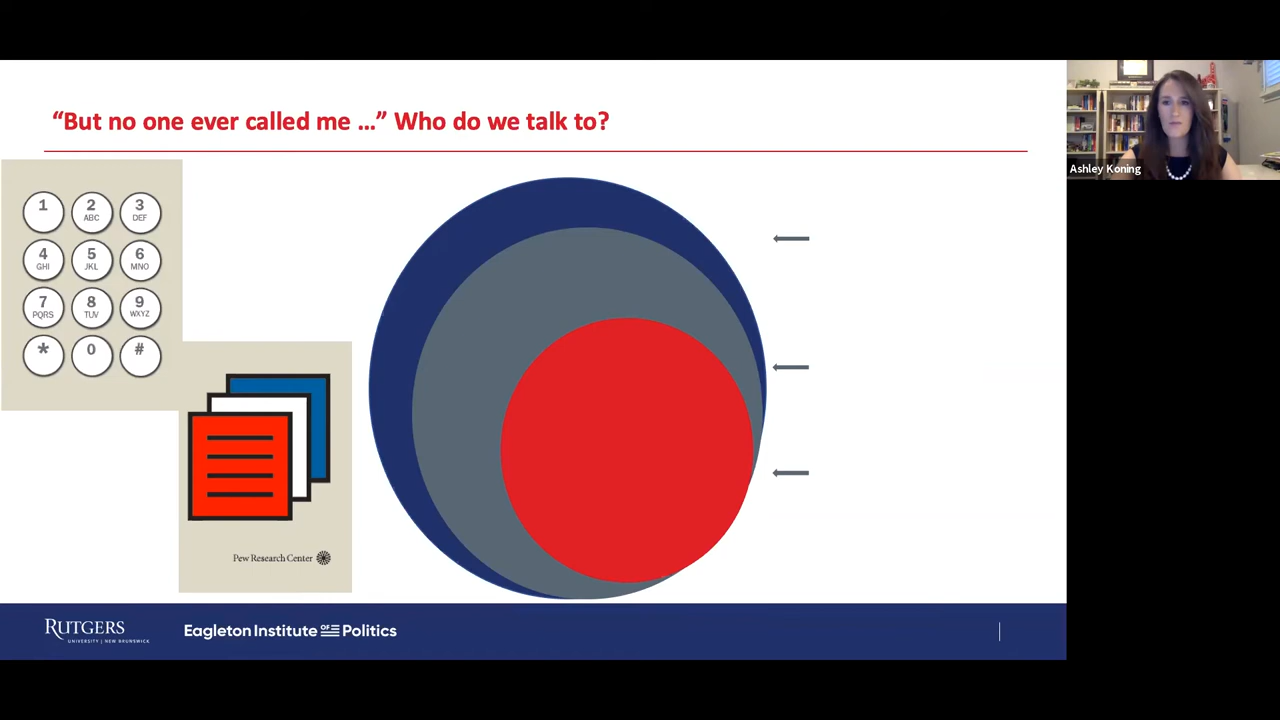 “But no one ever called me …” Who do we talk to?
Ashley Koning
1 2 3
ABC DEF
4 5 6
GHI JKL MNO
7 8 9
PQRS TUV WXYZ
* 0 #
Pew Research Center
RUTGERS
UNIVERSITY | NEW BRUNSWICK
Eagleton Institute OF Politics